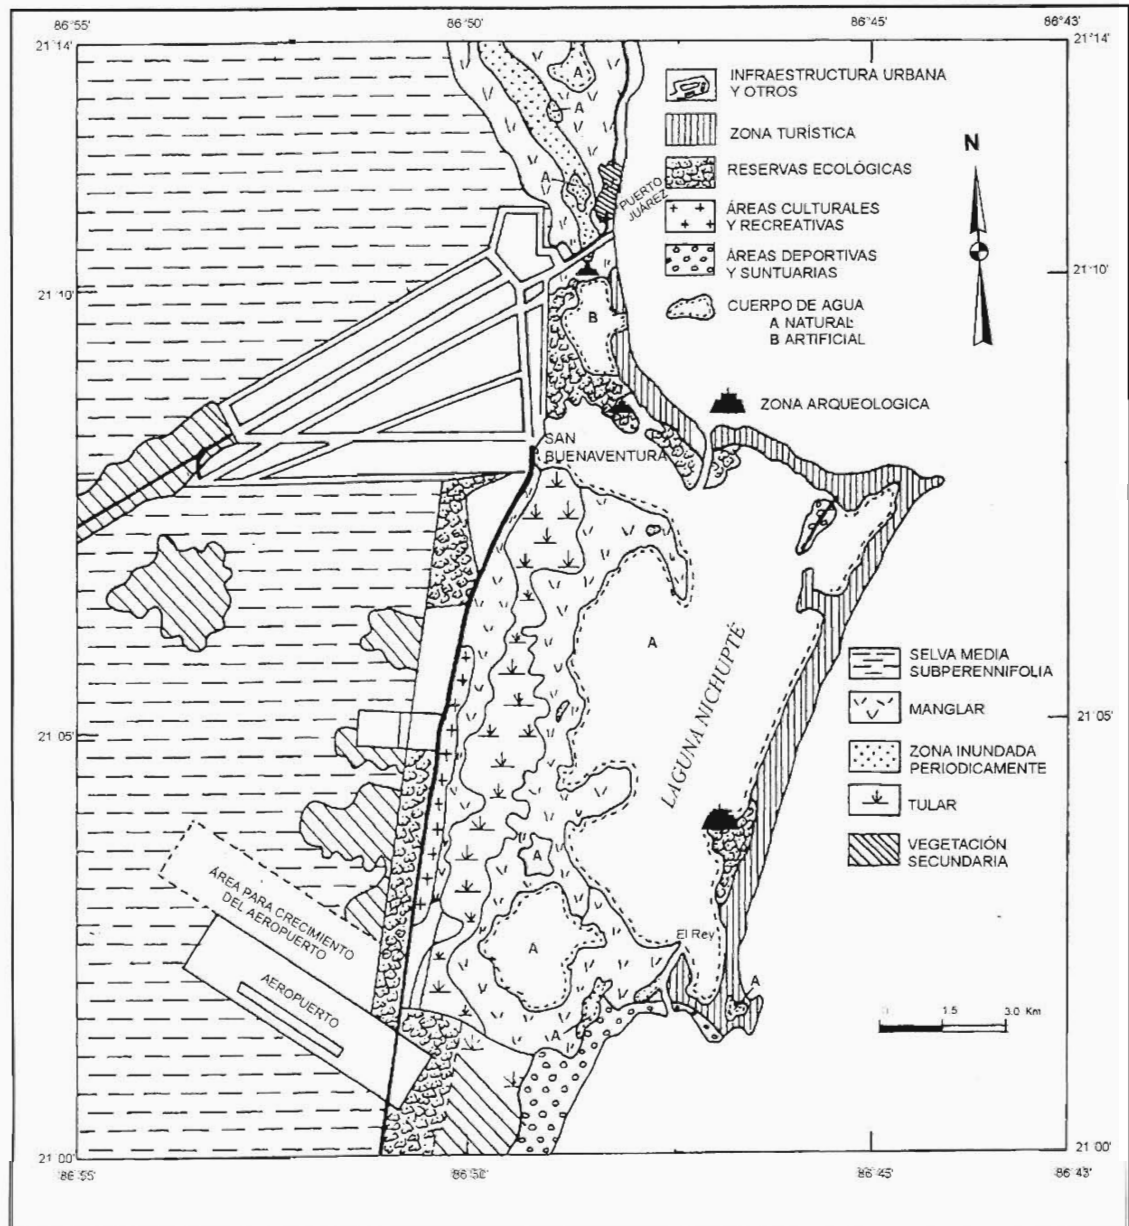 86°55'
86°50'
86°45'
86°43'
21°14'
21°14'
INFRAESTRUCTURA URBANA
Y OTROS
ZONA TURÍSTICA
RESERVAS ECOLÓGICAS
ÁREAS CULTURALES
Y RECREATIVAS
ÁREAS DEPORTIVAS
Y SUNTUARIAS
CUERPO DE AGUA
A NATURAL
B ARTIFICIAL
ZONA ARQUEOLOGICA
N
A
A
A
PUERTO
JUÁREZ
21°10'
21°10'
B
SAN
BUENAVENTURA
A
LAGUNA NICHUPTÉ
SELVA MEDIA
SUBPERENNIFOLIA
MANGLAR
ZONA INUNDADA
PERIODICAMENTE
TULAR
VEGETACIÓN
SECUNDARIA
21°05'
21°05'
A
ÁREA PARA CRECIMIENTO
DEL AEROPUERTO
AEROPUERTO
A
El Rey
A
A
0 1.5 3.0 Km
21°00'
21°00'
86°55'
86°45'
86°43'